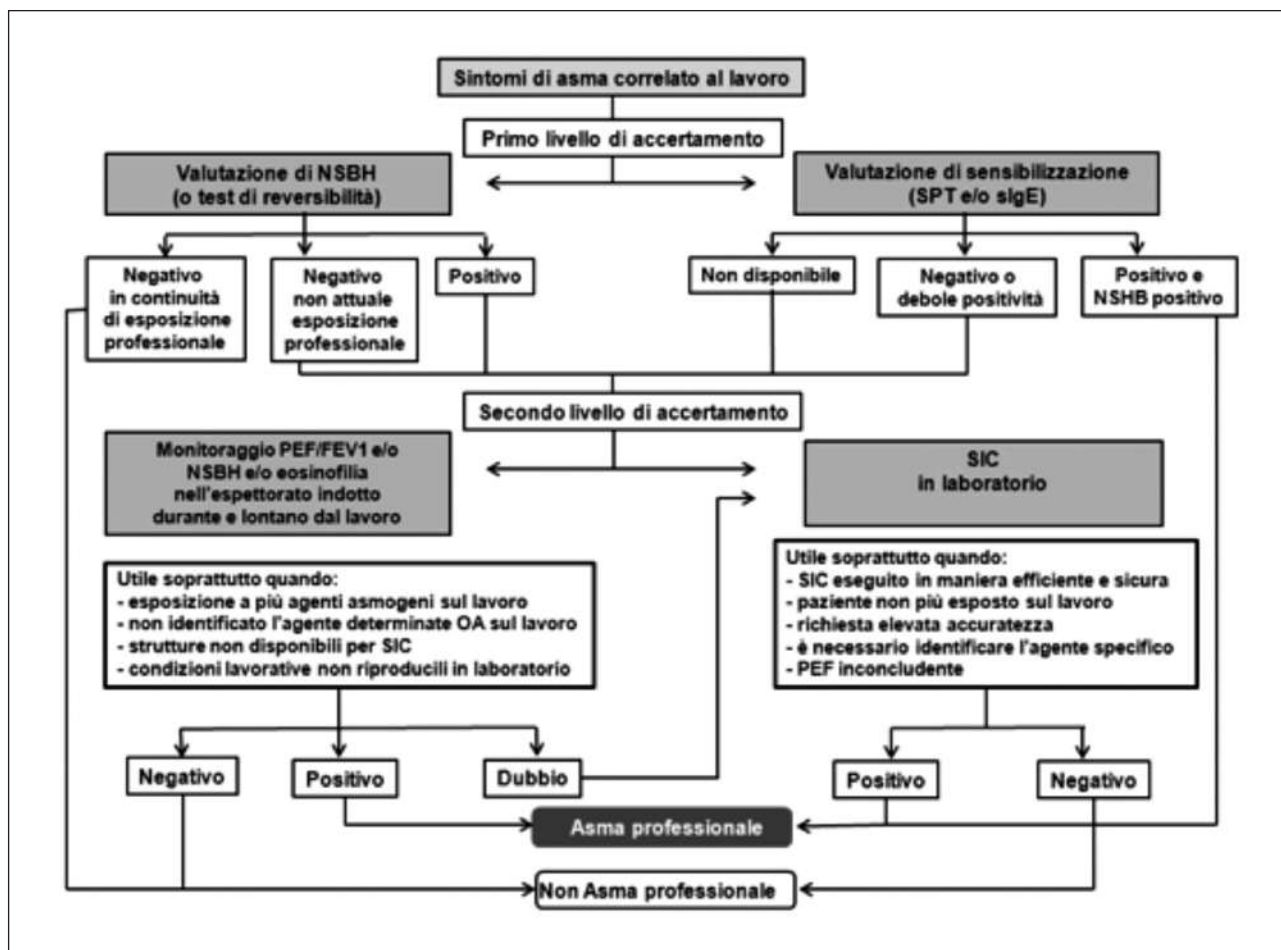 Sintomi di asma correlato al lavoro
Primo livello di accertamento
Valutazione di NSBH
(o test di reversibilità)
Valutazione di sensibilizzazione
(SPT e/o sIgE)
Negativo
in continuità
di esposizione
professionale
Negativo
non attuale
esposizione
professionale
Positivo
Non disponibile
Negativo o
debole positività
Positivo e
NSHB positivo
Secondo livello di accertamento
Monitoraggio PEF/FEV1 e/o
NSBH e/o eosinofilia
nell'espettorato indotto
durante e lontano dal lavoro
SIC
in laboratorio
Utile soprattutto quando:
- esposizione a più agenti asmogeni sul lavoro
- non identificato l'agente determinate OA sul lavoro
- strutture non disponibili per SIC
- condizioni lavorative non riproducili in laboratorio
Utile soprattutto quando:
- SIC eseguito in maniera efficiente e sicura
- paziente non più esposto sul lavoro
- richiesta elevata accuratezza
- è necessario identificare l'agente specifico
- PEF inconcludente
Negativo
Positivo
Dubbio
Positivo
Negativo
Asma professionale
Non Asma professionale